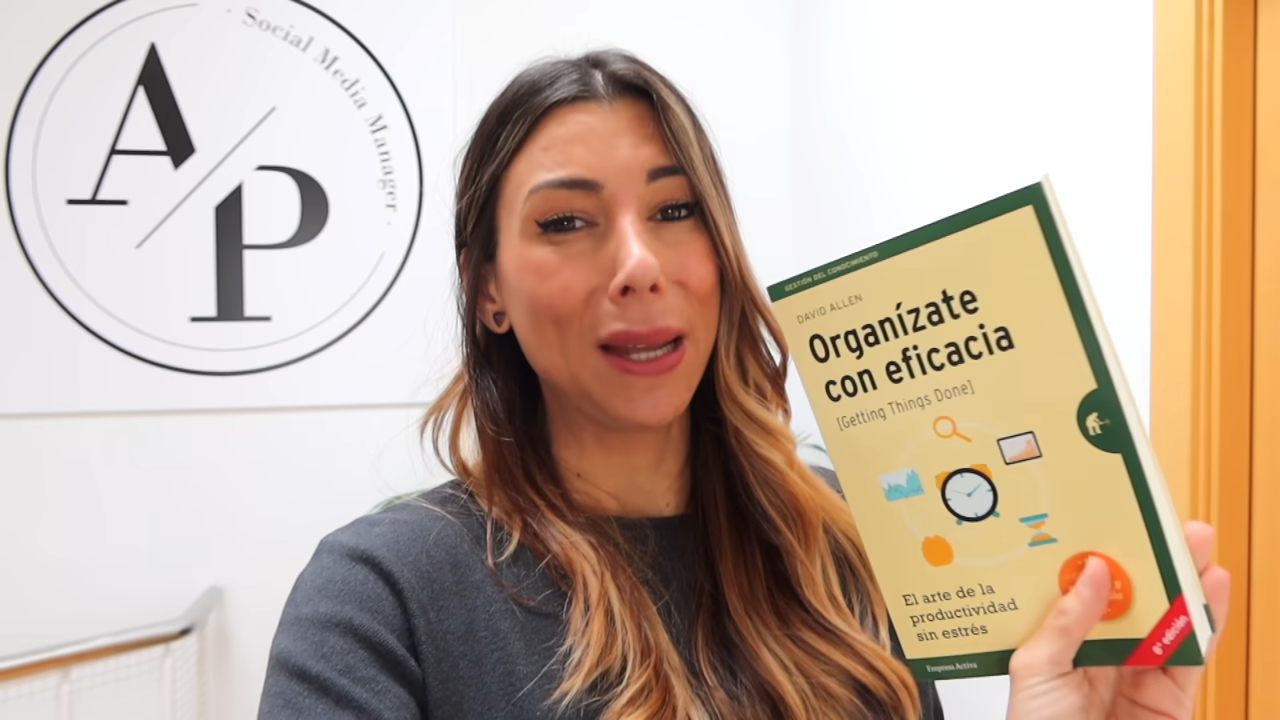 · Social Media Manager ·
A
P
GESTIÓN DEL CONOCIMIENTO
DAVID ALLEN
Organízate
con eficacia
[Getting Things Done]
El arte de la
productividad
sin estrés
8ª edición
Empresa Activa